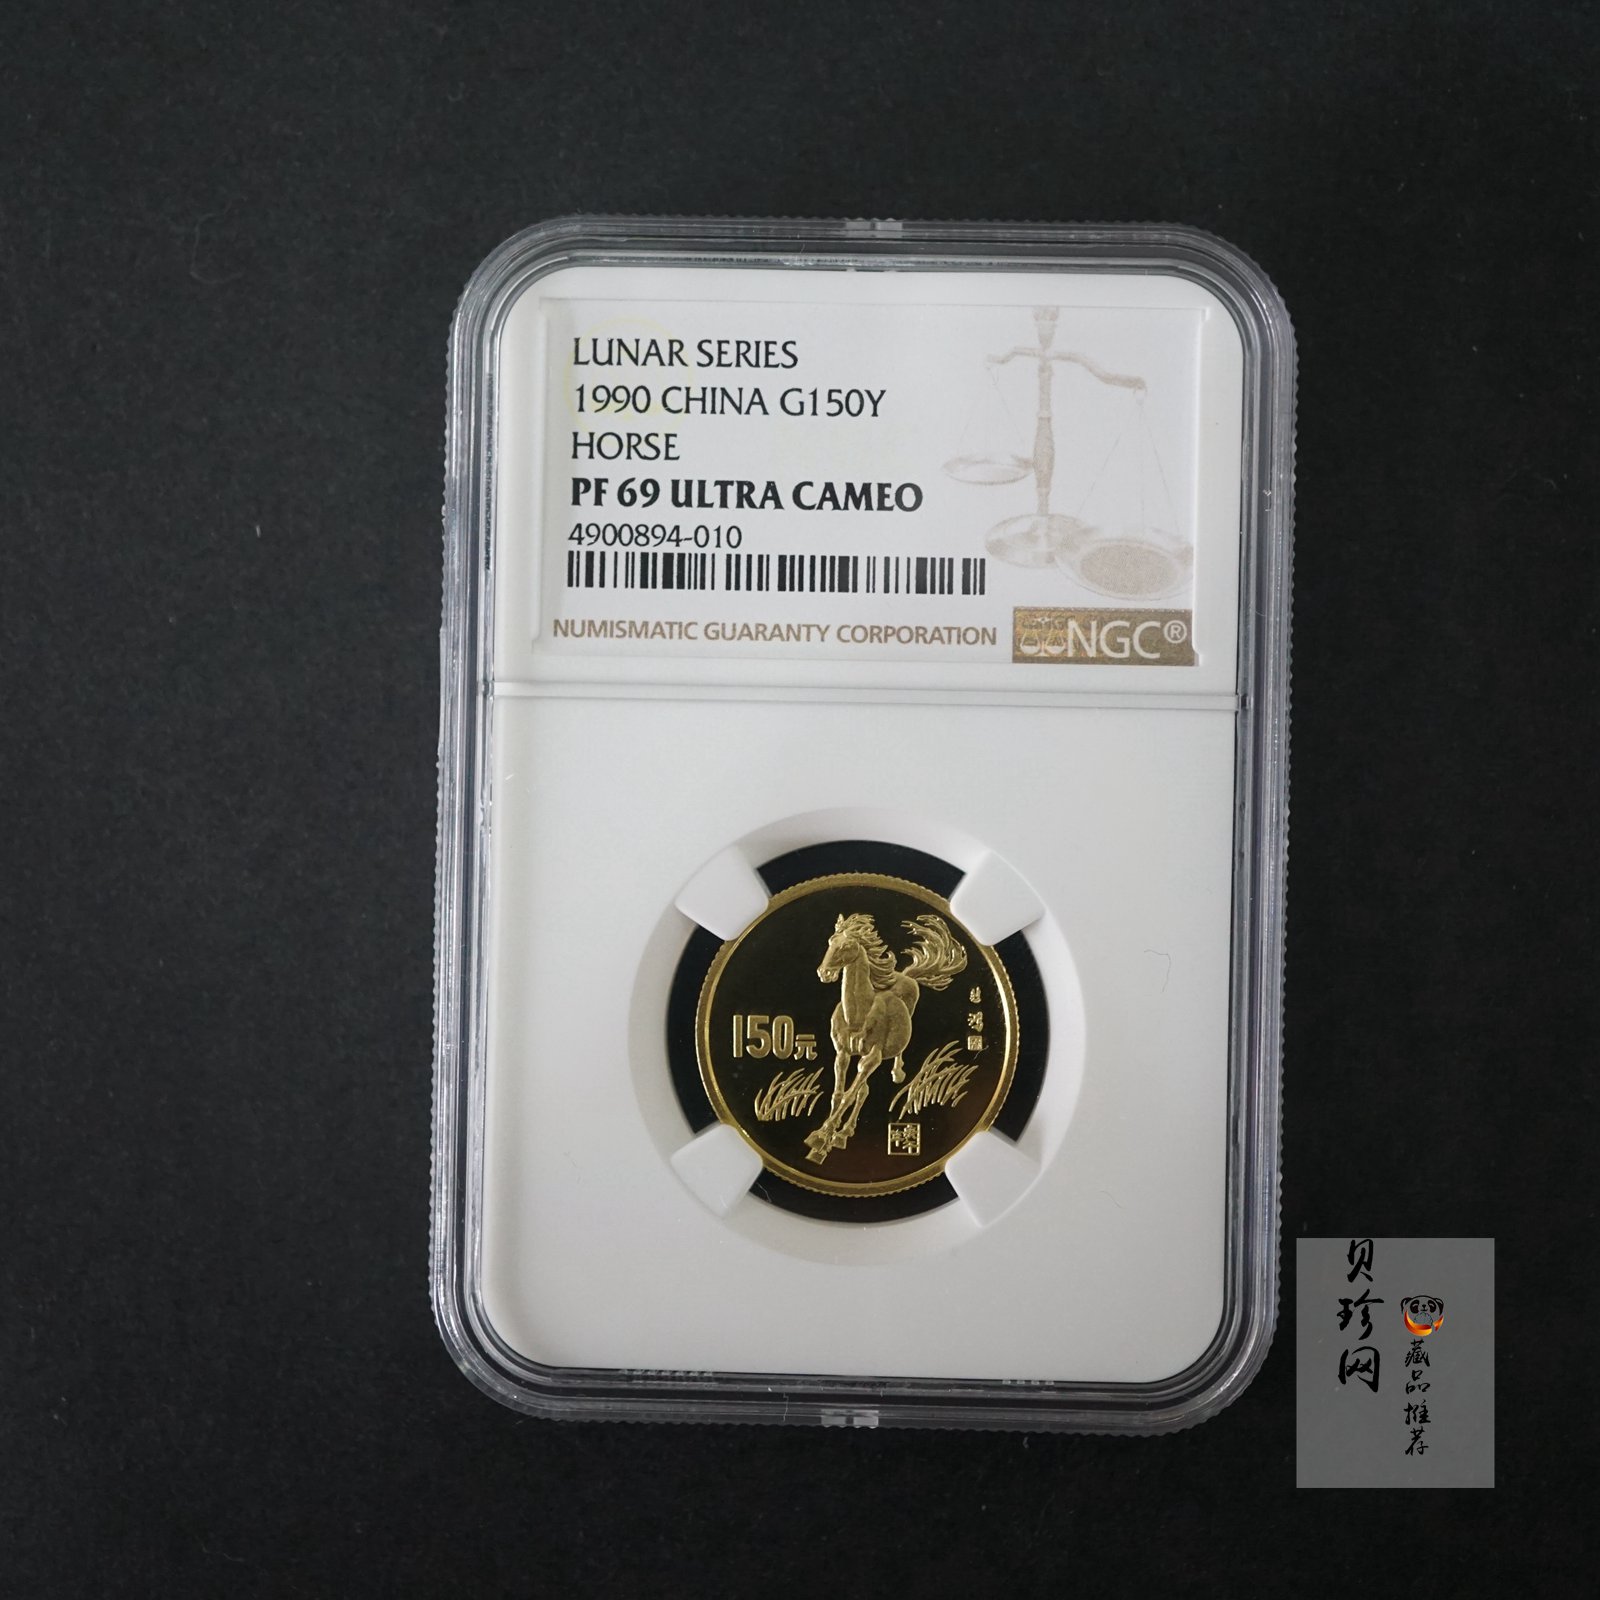 LUNAR SERIES
1990 CHINA G150Y
HORSE
PF 69 ULTRA CAMEO
4900894-010
NUMISMATIC GUARANTY CORPORATION
NGC®
150元
贝珍网
藏品推荐